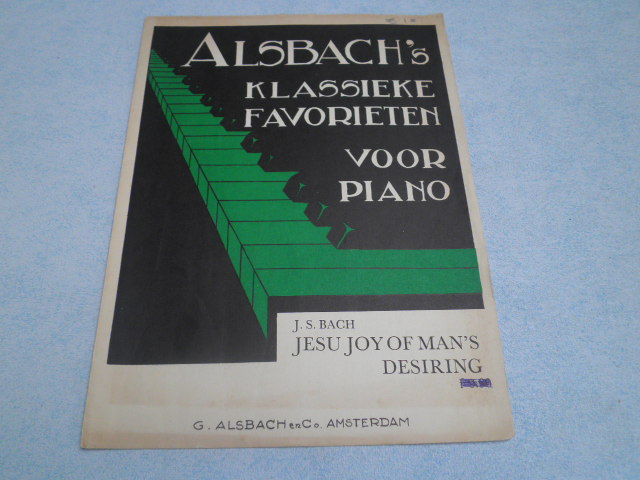 ALSBACH's
KLASSIEKE
FAVORIETEN
VOOR
PIANO
J. S. BACH
JESU JOY OF MAN'S
DESIRING
G. ALSBACH en Co. AMSTERDAM